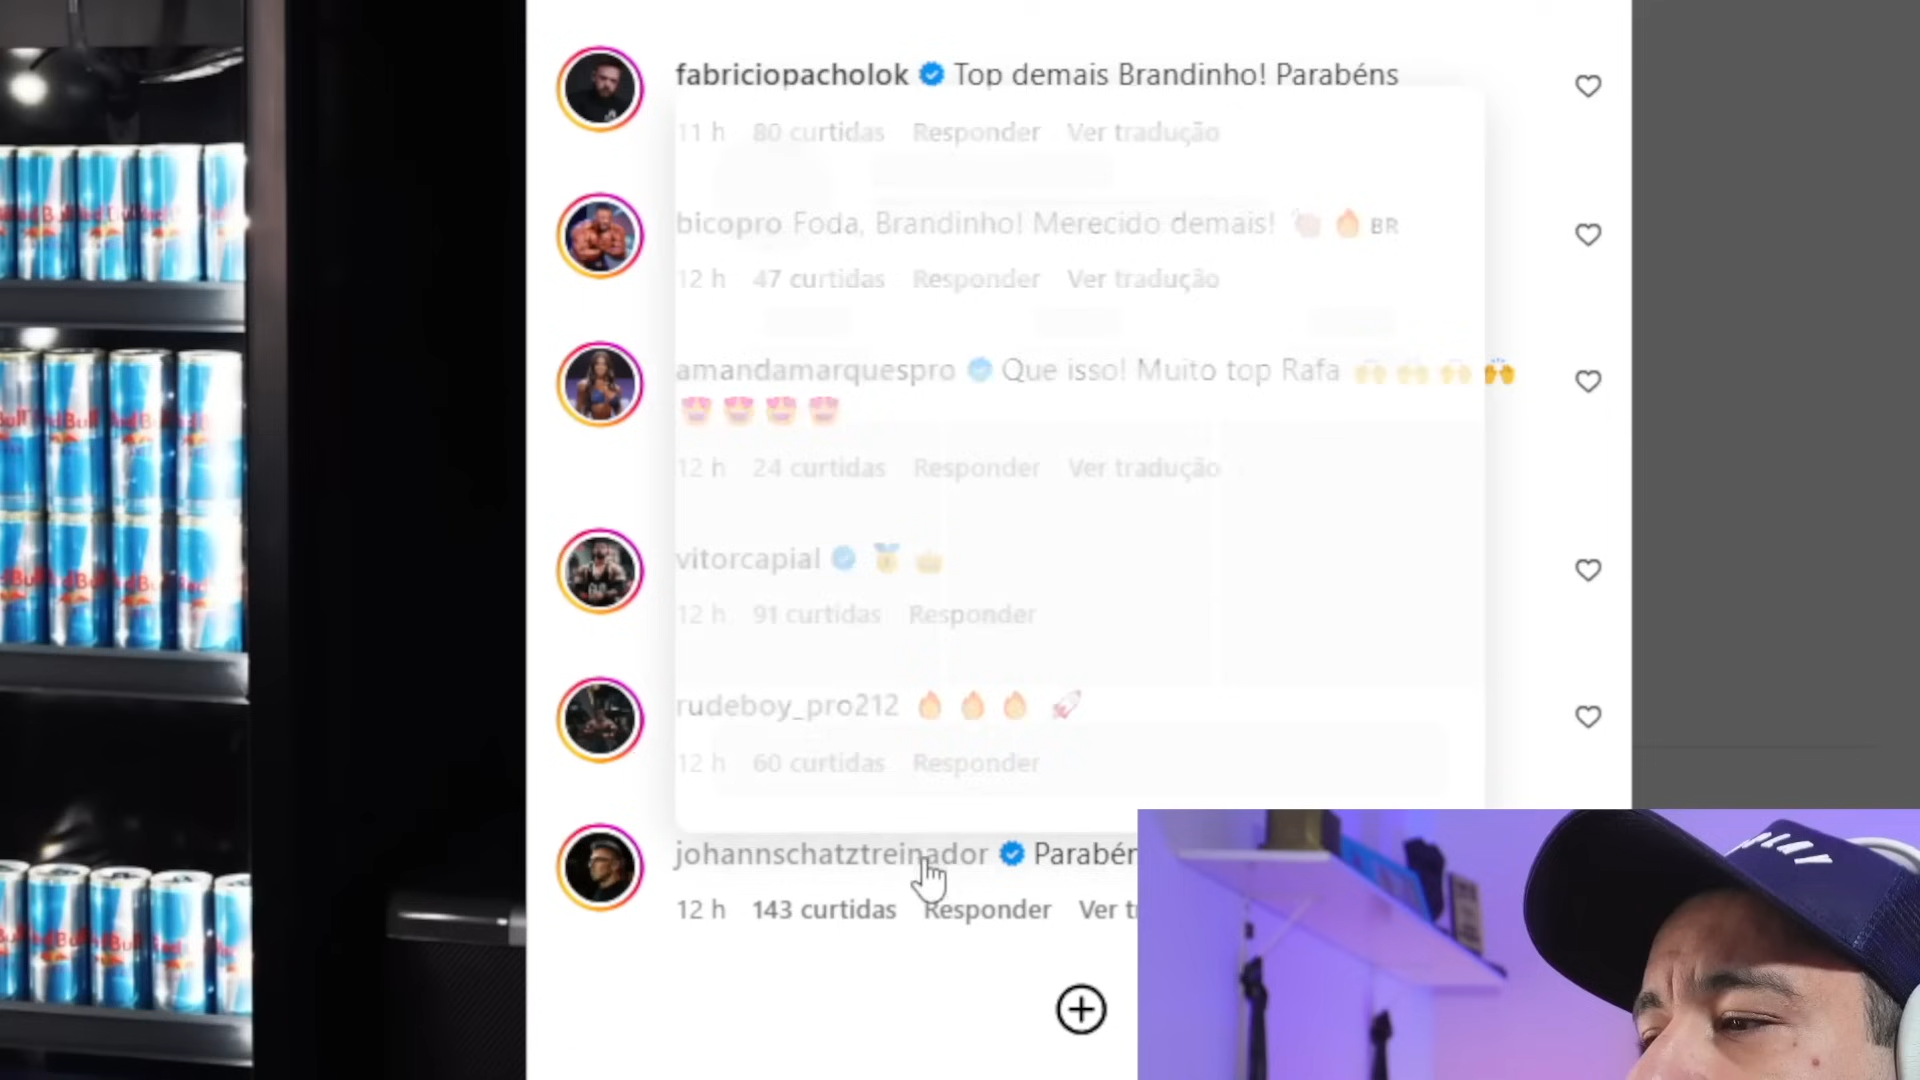 fabriciopacholok Top demais Brandinho! Parabéns
11 h 80 curtidas Responder Ver tradução
bicopro Foda, Brandinho! Merecido demais! BR
12 h 47 curtidas Responder Ver tradução
amandamarquespro Que isso! Muito top Rafa
12 h 24 curtidas Responder Ver tradução
vitorcapial
12 h 91 curtidas Responder
rudeboy_pro212
12 h 60 curtidas Responder
johannschatztreinador Parabén
12 h 143 curtidas Responder Ver
RedBull